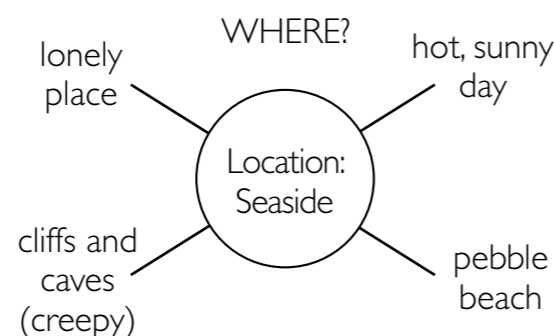 WHERE?
lonely
place
hot, sunny
day
Location:
Seaside
cliffs and
caves
(creepy)
pebble
beach